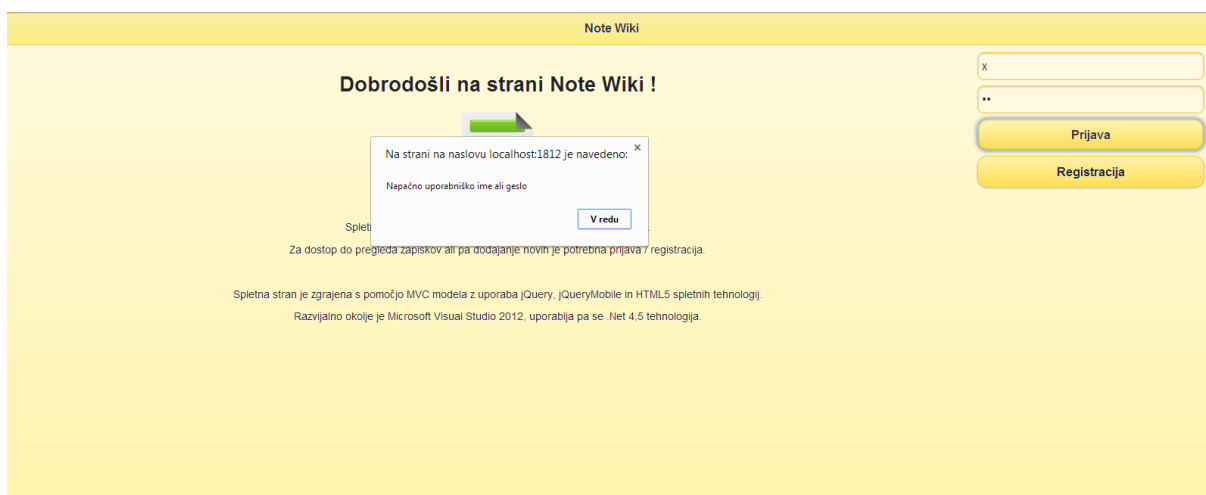 Note Wiki
Dobrodošli na strani Note Wiki !
x
••
Prijava
Registracija
Na strani na naslovu localhost:1812 je navedeno:
Napačno uporabniško ime ali geslo
V redu
Za dostop do pregleda zapiskov ali pa dodajanje novih je potrebna prijava / registracija.
Spletna stran je zgrajena s pomočjo MVC modela z uporaba jQuery, jQueryMobile in HTML5 spletnih tehnologij.
Razvijalno okolje je Microsoft Visual Studio 2012, uporablja pa se .Net 4,5 tehnologija.